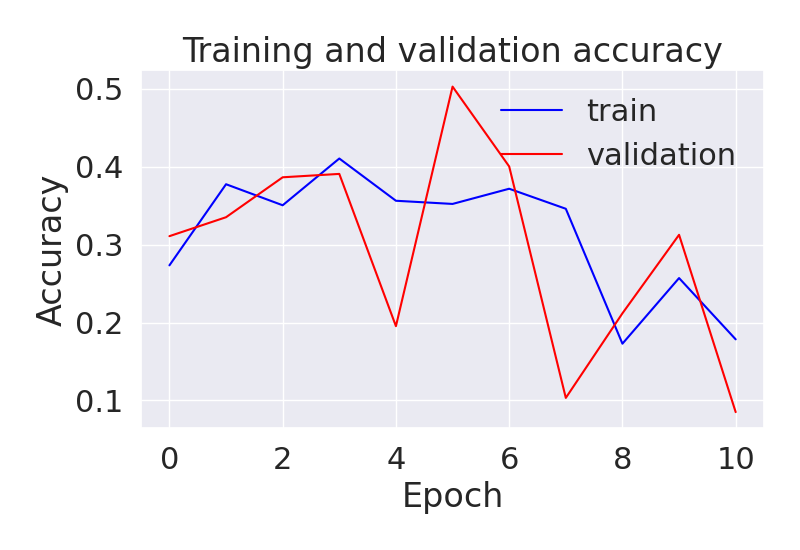 Training and validation accuracy
0.5
0.4
0.3
0.2
0.1
Accuracy
train
validation
0 2 4 6 8 10
Epoch